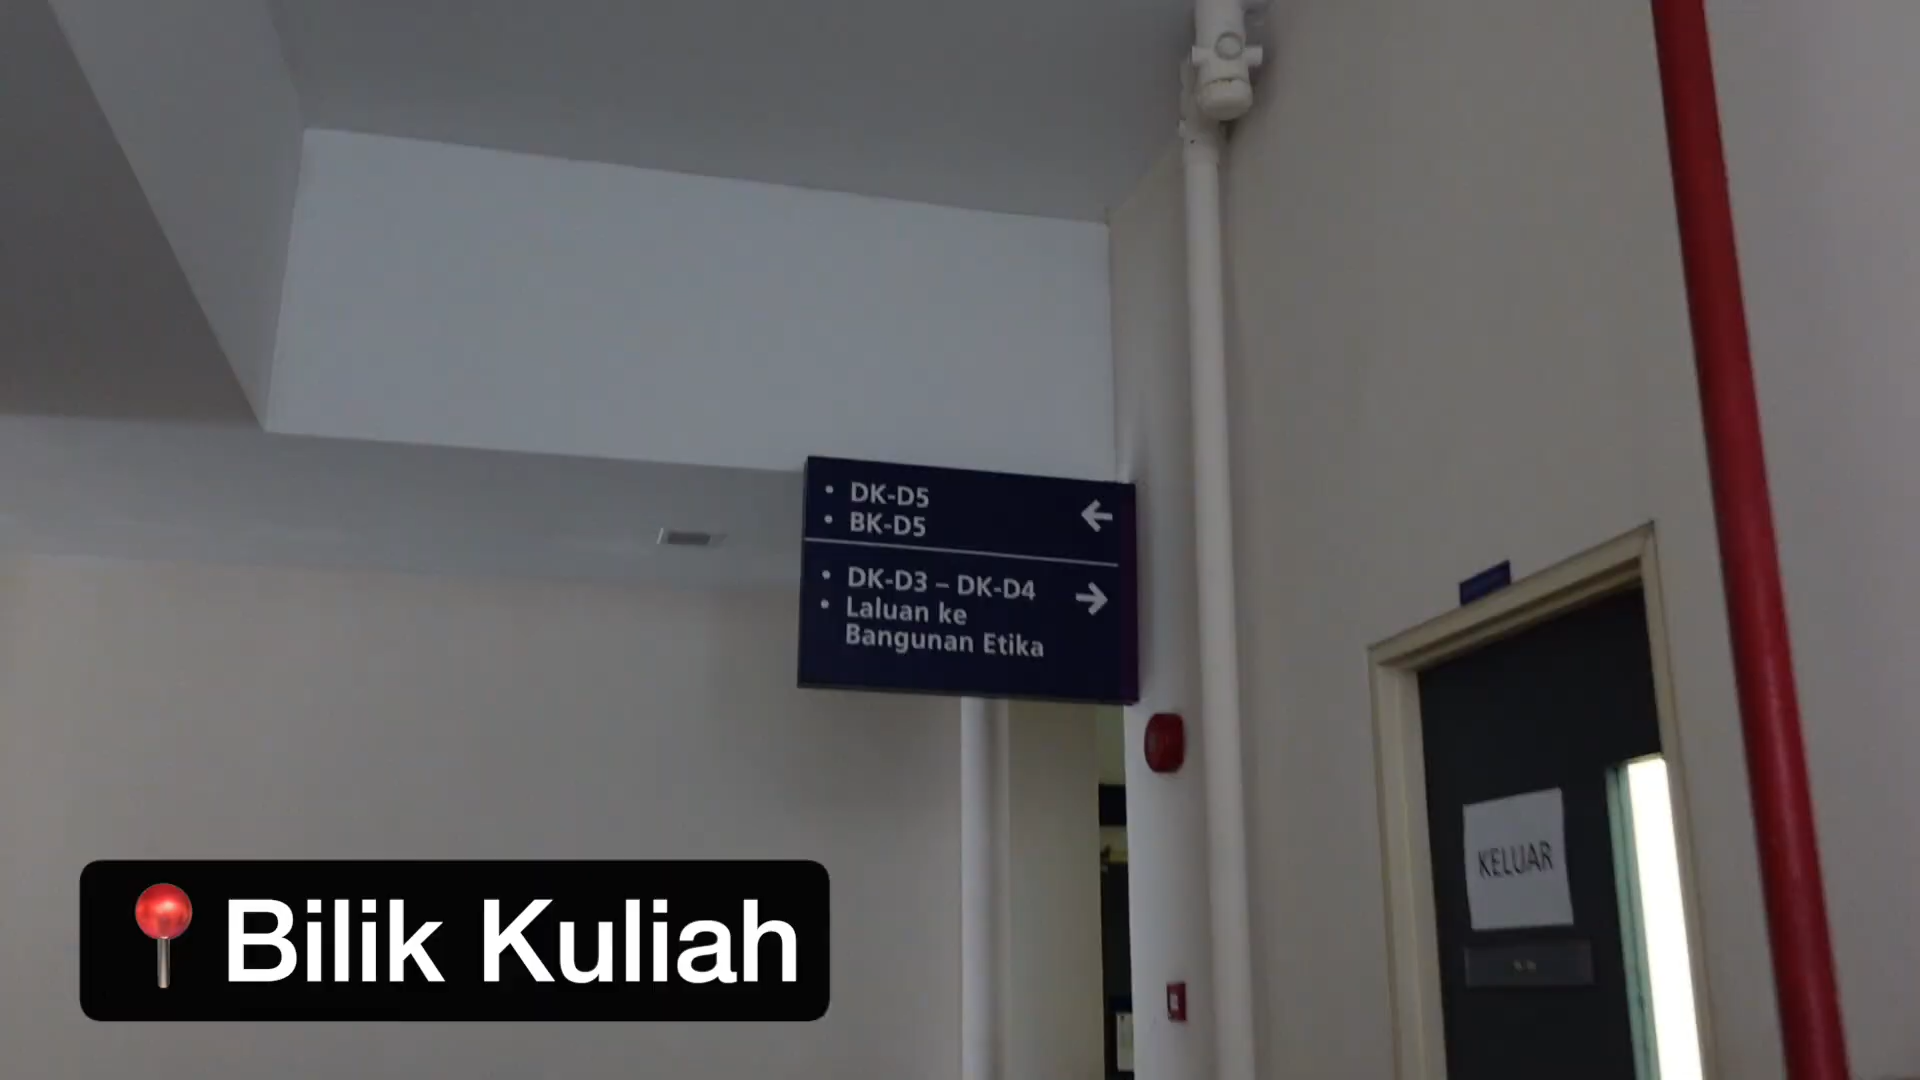 • DK-D5
• BK-D5
←
• DK-D3 – DK-D4
→
• Laluan ke
Bangunan Etika
KELUAR
Bilik Kuliah